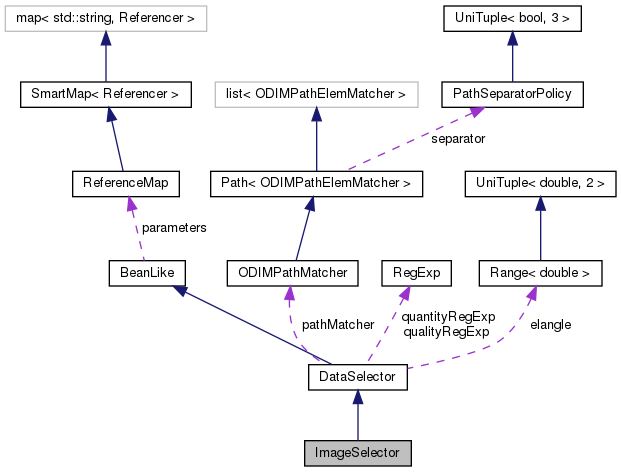 map< std::string, Referencer >
UniTuple< bool, 3 >
SmartMap< Referencer >
list< ODIMPathElemMatcher >
PathSeparatorPolicy
separator
ReferenceMap
Path< ODIMPathElemMatcher >
UniTuple< double, 2 >
parameters
BeanLike
ODIMPathMatcher
RegExp
Range< double >
pathMatcher
quantityRegExp
qualityRegExp
elangle
DataSelector
ImageSelector